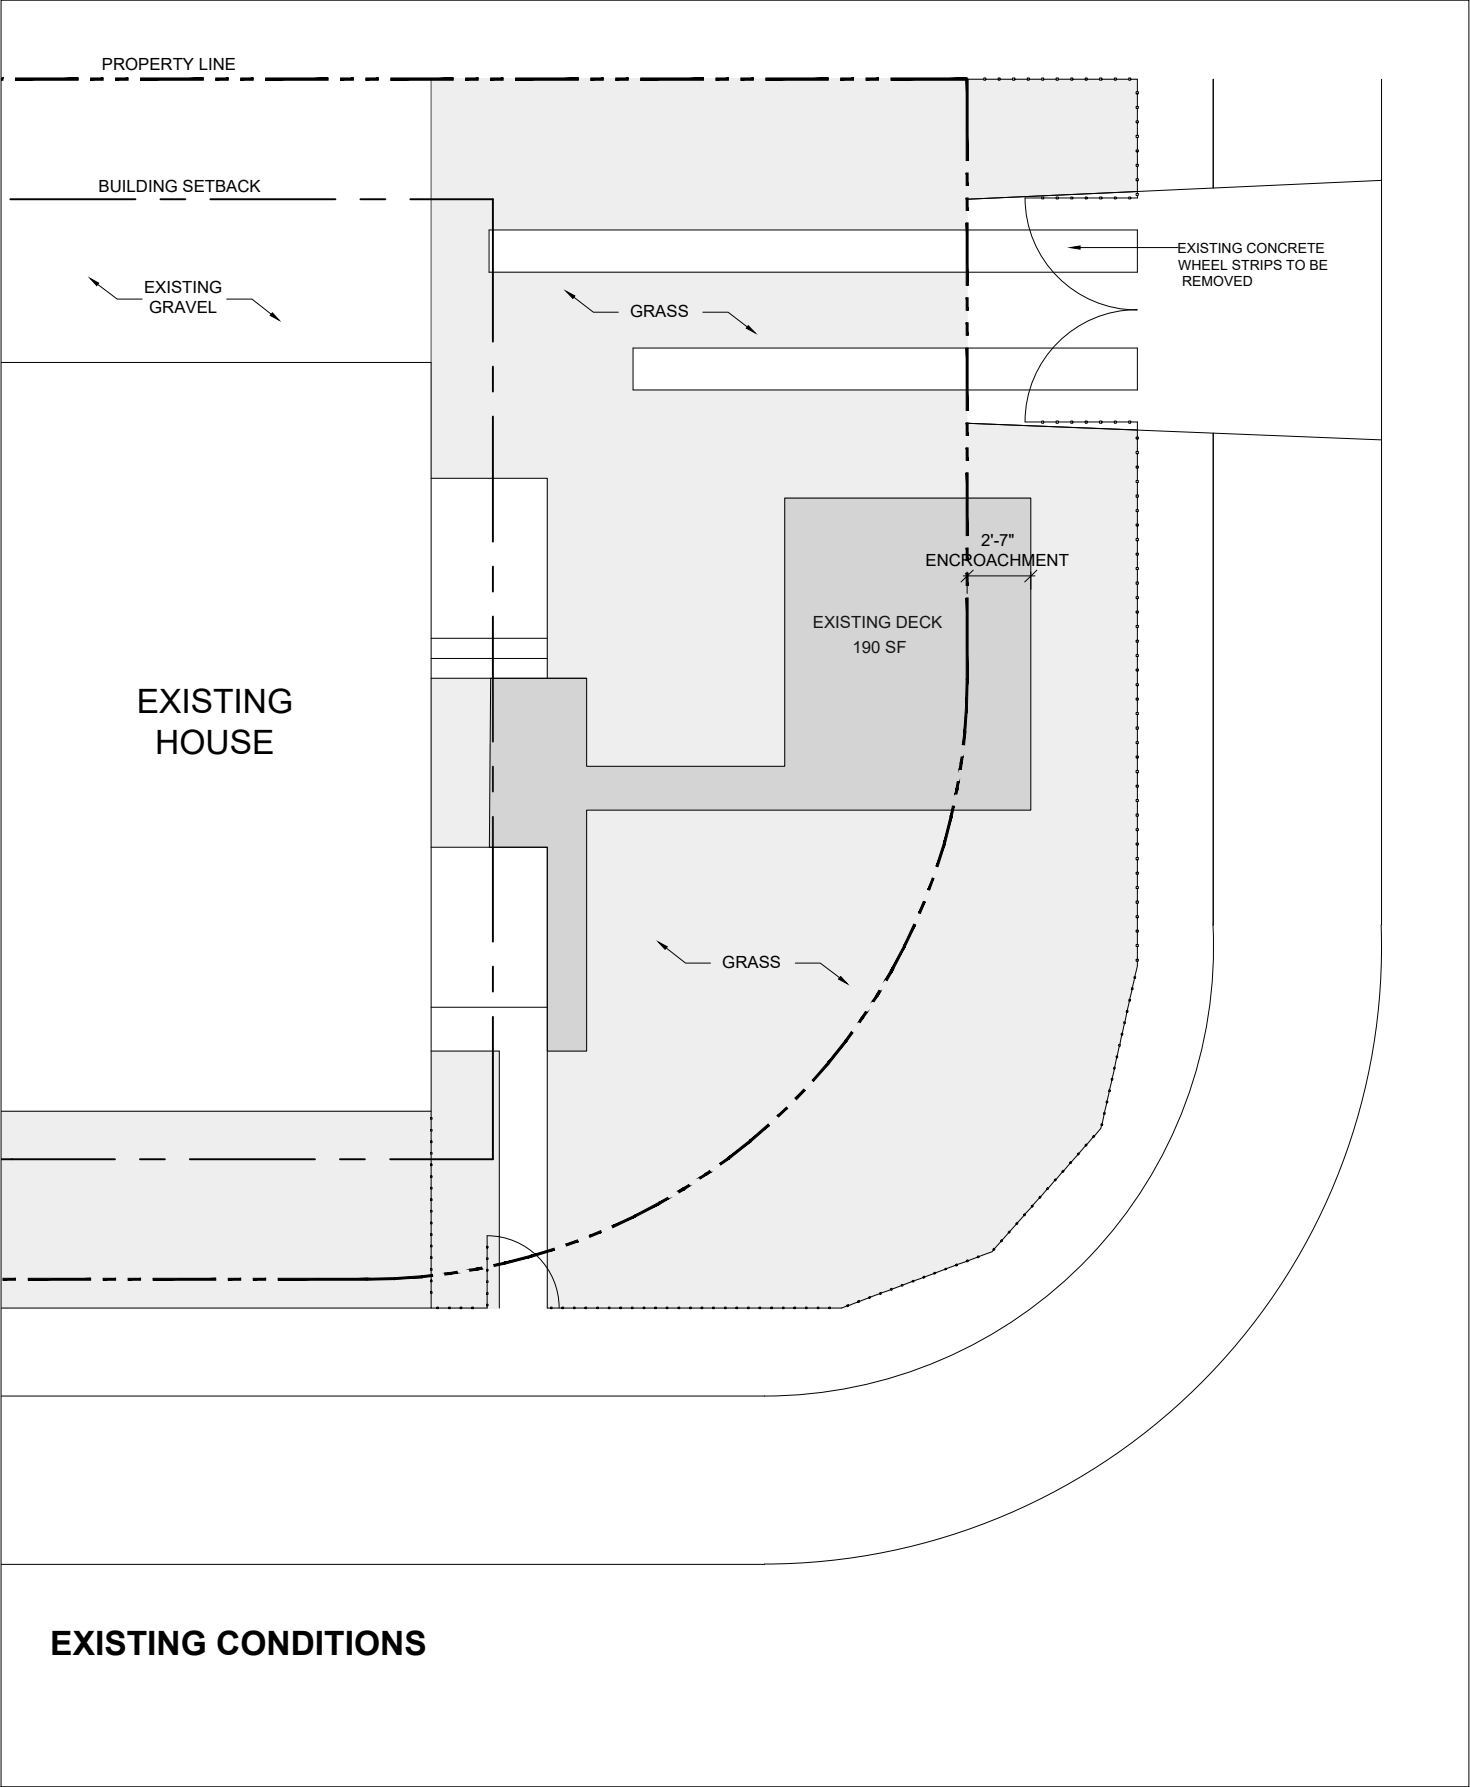 PROPERTY LINE
BUILDING SETBACK
EXISTING CONCRETE
WHEEL STRIPS TO BE
REMOVED
EXISTING
GRAVEL
GRASS
2'-7"
ENCROACHMENT
EXISTING DECK
190 SF
EXISTING
HOUSE
GRASS
EXISTING CONDITIONS